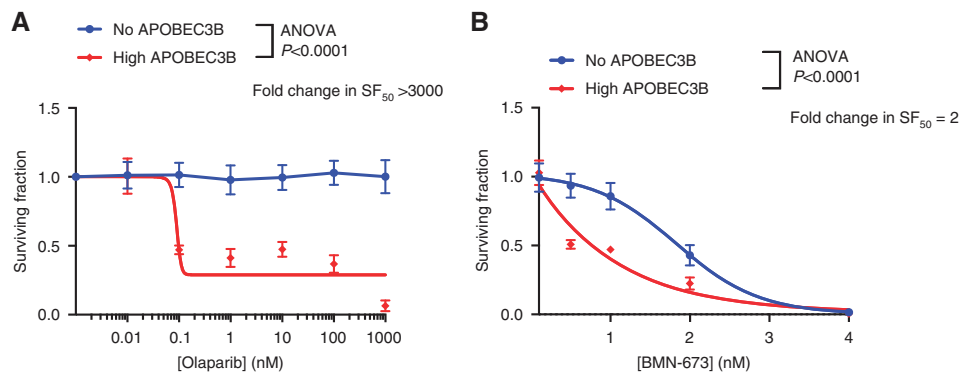 A
No APOBEC3B
High APOBEC3B
ANOVA
P<0.0001
Fold change in SF50 >3000
Surviving fraction
1.5
1.0
0.5
0.0
0.01 0.1 1 10 100 1000
[Olaparib] (nM)
B
No APOBEC3B
High APOBEC3B
ANOVA
P<0.0001
Fold change in SF50 = 2
Surviving fraction
1.5
1.0
0.5
0.0
1 2 3 4
[BMN-673] (nM)